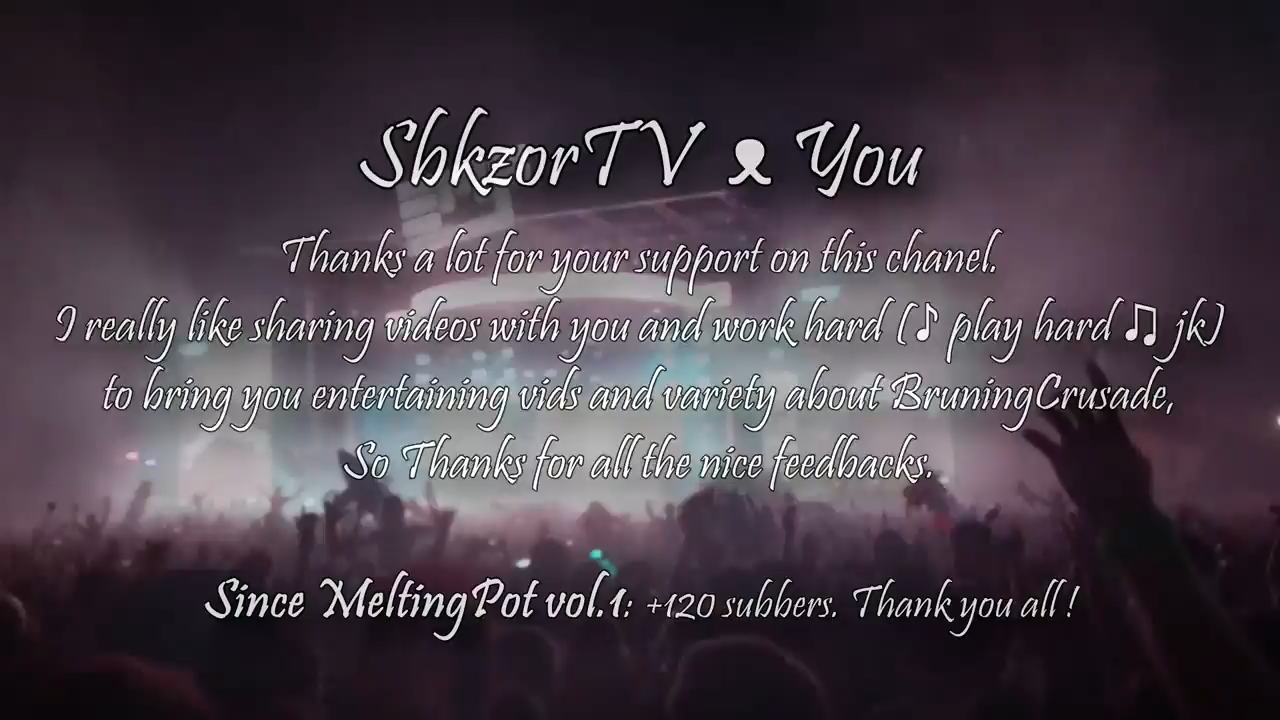 SbkzorTV ᴥ You
Thanks a lot for your support on this chanel.
I really like sharing videos with you and work hard (♪ play hard ♫ jk)
to bring you entertaining vids and variety about BruningCrusade,
So Thanks for all the nice feedbacks.
Since MeltingPot vol.1: +120 subbers. Thank you all !